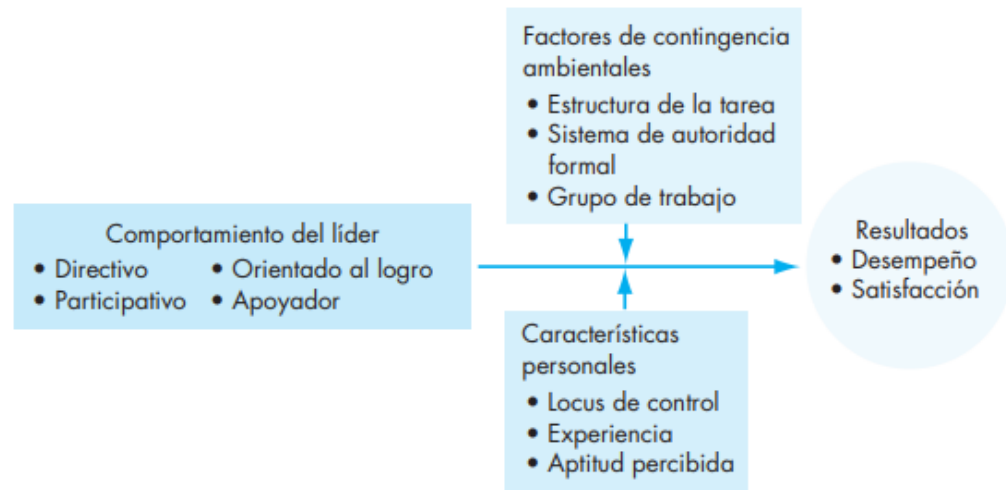 Factores de contingencia
ambientales
• Estructura de la tarea
• Sistema de autoridad
formal
• Grupo de trabajo
Comportamiento del líder
• Directivo • Orientado al logro
• Participativo • Apoyador
Resultados
• Desempeño
• Satisfacción
Características
personales
• Locus de control
• Experiencia
• Aptitud percibida